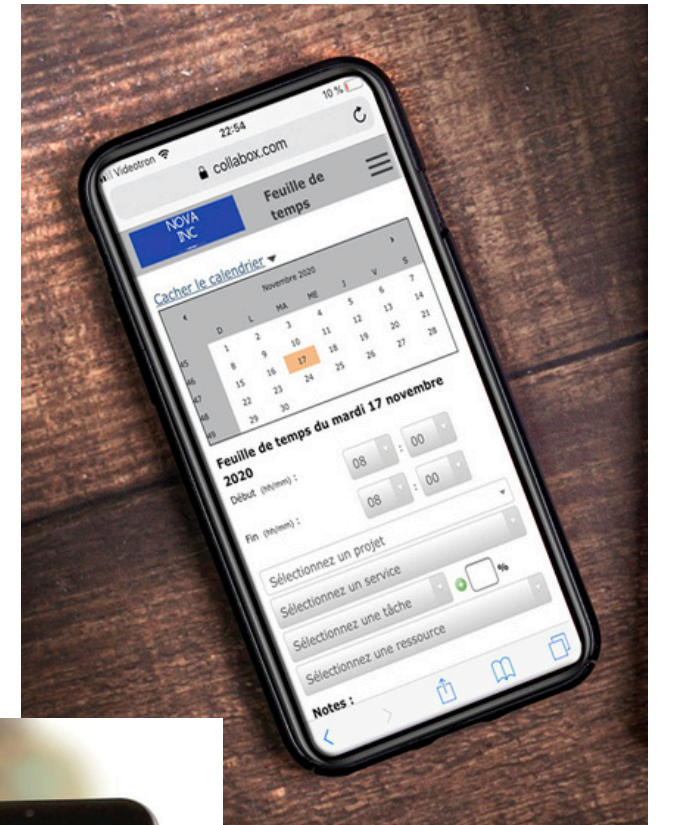 Videotron 22:54 10 %
collabox.com
NOVA
INC
Feuille de
temps
Cacher le calendrier
‹ Novembre 2020 ›
D L MA ME J V S
45 1 2 3 4 5 6 7
46 8 9 10 11 12 13 14
47 15 16 17 18 19 20 21
48 22 23 24 25 26 27 28
49 29 30
Feuille de temps du mardi 17 novembre
2020
Début (hh/mm) : 08 : 00
Fin (hh/mm) : 08 : 00
Sélectionnez un projet
Sélectionnez un service
Sélectionnez une tâche %
Sélectionnez une ressource
Notes :